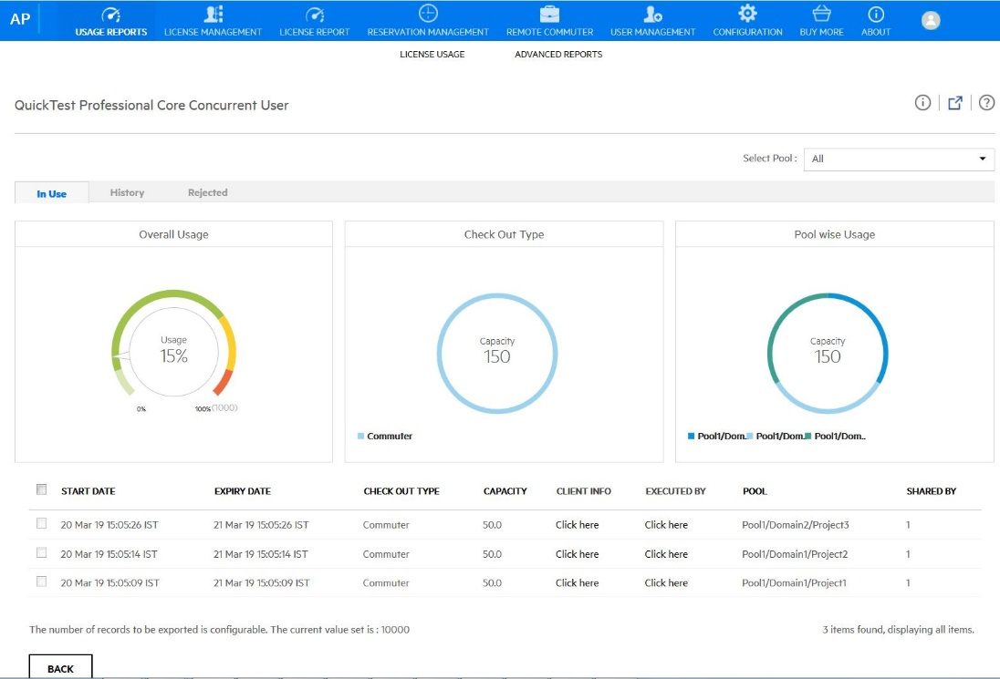 AP
USAGE REPORTS LICENSE MANAGEMENT LICENSE REPORT RESERVATION MANAGEMENT REMOTE COMMUTER USER MANAGEMENT CONFIGURATION BUY MORE ABOUT
LICENSE USAGE ADVANCED REPORTS
QuickTest Professional Core Concurrent User
Select Pool : All
In Use History Rejected
Overall Usage Check Out Type Pool wise Usage
Usage
15%
0% 100% (1000)
Capacity
150
Commuter
Capacity
150
Pool1/Dom.. Pool1/Dom.. Pool1/Dom..
START DATE EXPIRY DATE CHECK OUT TYPE CAPACITY CLIENT INFO EXECUTED BY POOL SHARED BY
20 Mar 19 15:05:26 IST 21 Mar 19 15:05:26 IST Commuter 50.0 Click here Click here Pool1/Domain2/Project3 1
20 Mar 19 15:05:14 IST 21 Mar 19 15:05:14 IST Commuter 50.0 Click here Click here Pool1/Domain1/Project2 1
20 Mar 19 15:05:09 IST 21 Mar 19 15:05:09 IST Commuter 50.0 Click here Click here Pool1/Domain1/Project1 1
The number of records to be exported is configurable. The current value set is : 10000 3 items found, displaying all items.
BACK